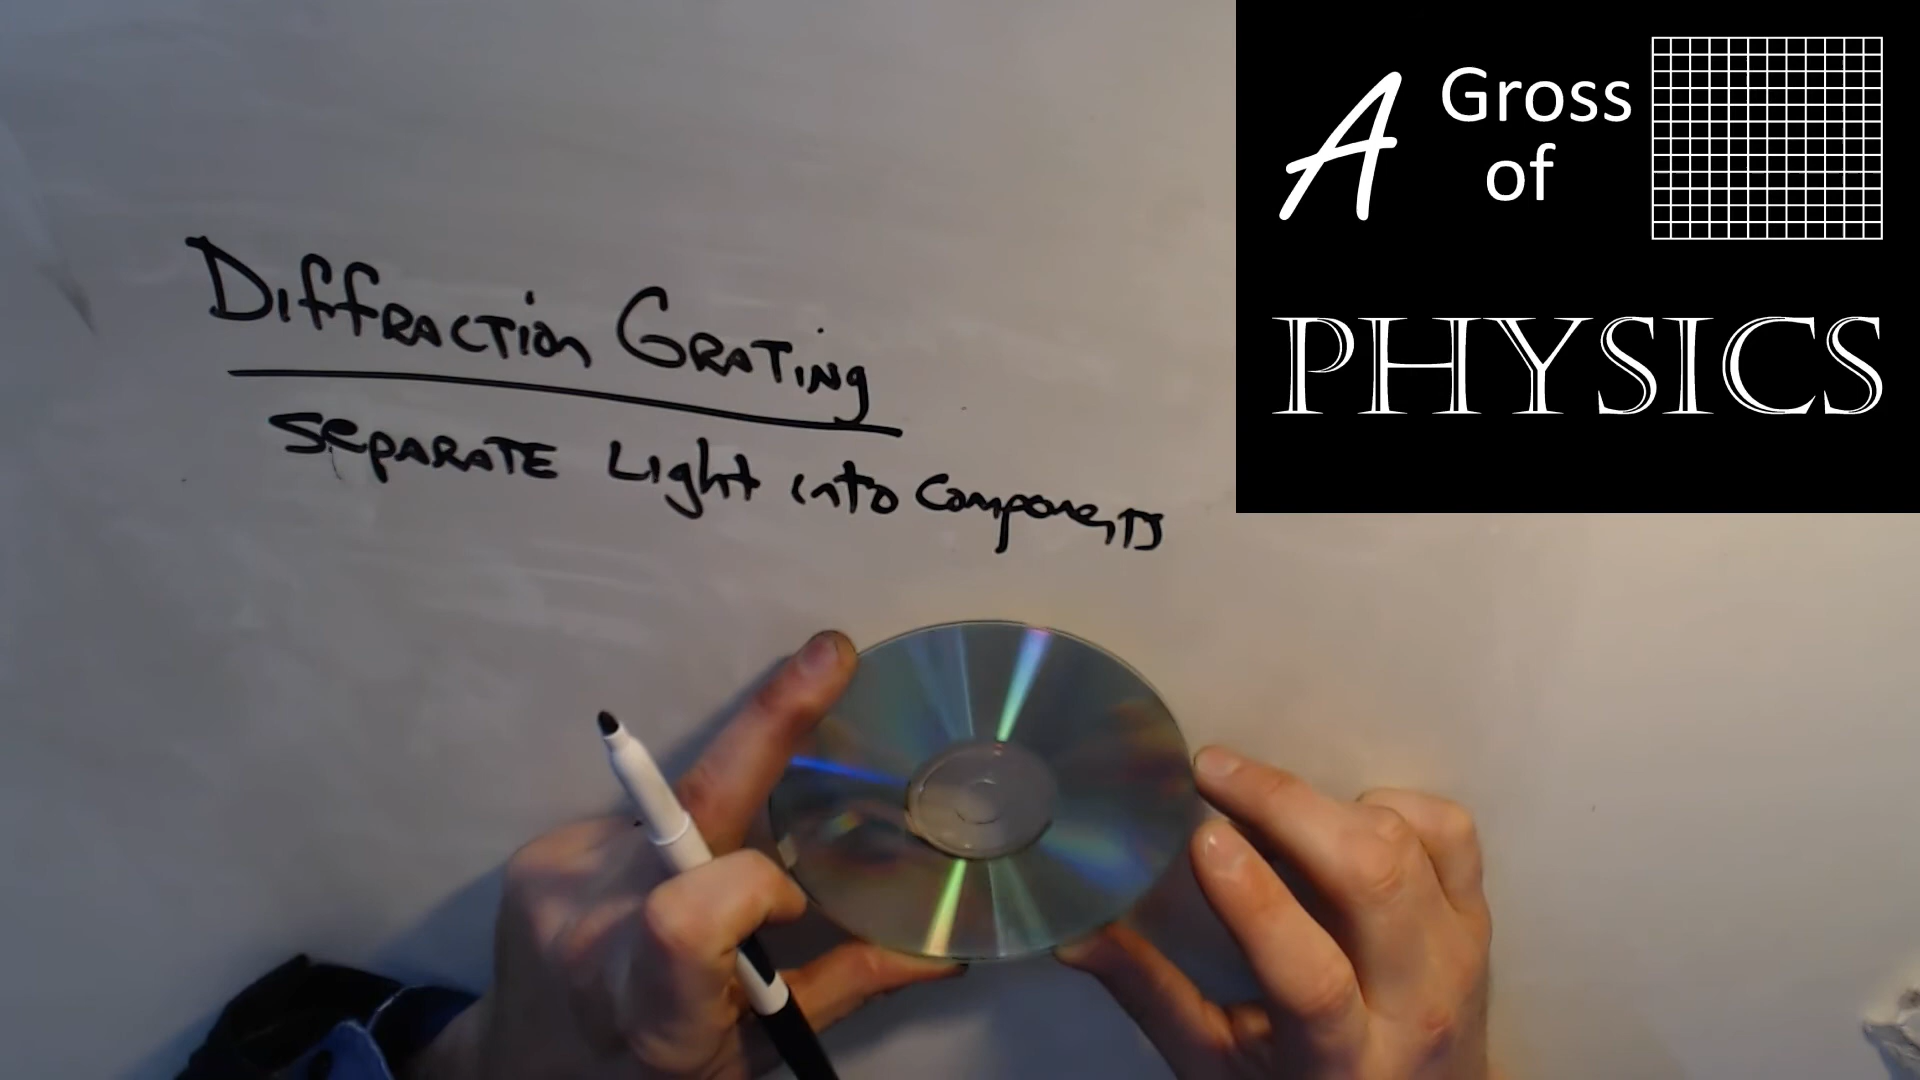 Diffraction Grating
separate Light into components
A Gross
of
PHYSICS